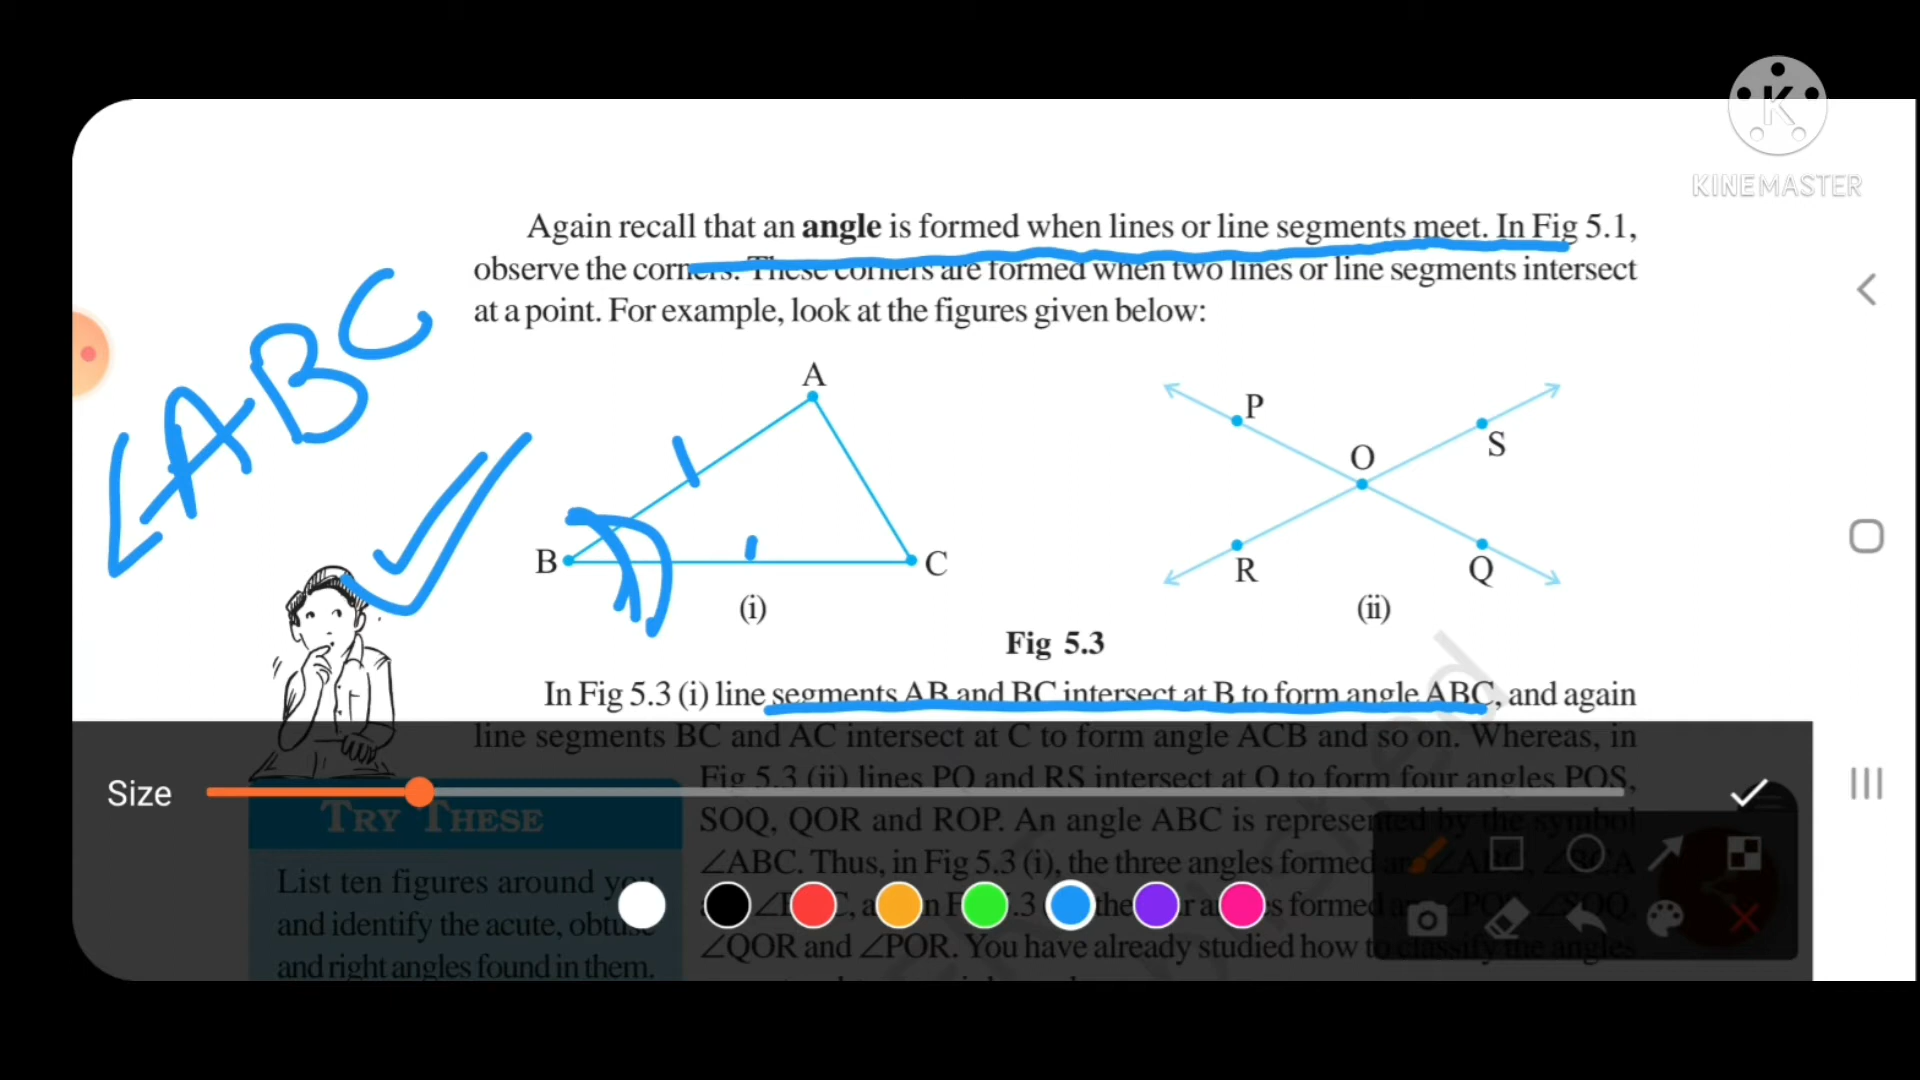 KINEMASTER
Again recall that an angle is formed when lines or line segments meet. In Fig 5.1,
observe the corners. These corners are formed when two lines or line segments intersect
at a point. For example, look at the figures given below:
∠ABC
A
B
C
(i)
P
S
O
R
Q
(ii)
Fig 5.3
In Fig 5.3 (i) line segments AB and BC intersect at B to form angle ABC, and again
line segments BC and AC intersect at C to form angle ACB and so on. Whereas, in
Fig 5.3 (ii) lines PQ and RS intersect at O to form four angles POS,
SOQ, QOR and ROP. An angle ABC is represented by the symbol
∠ABC. Thus, in Fig 5.3 (i), the three angles formed are ∠ABC, ∠BCA
∠QOR and ∠POR. You have already studied how to classify the angles
Size
TRY THESE
List ten figures around you
and identify the acute, obtuse
and right angles found in them.